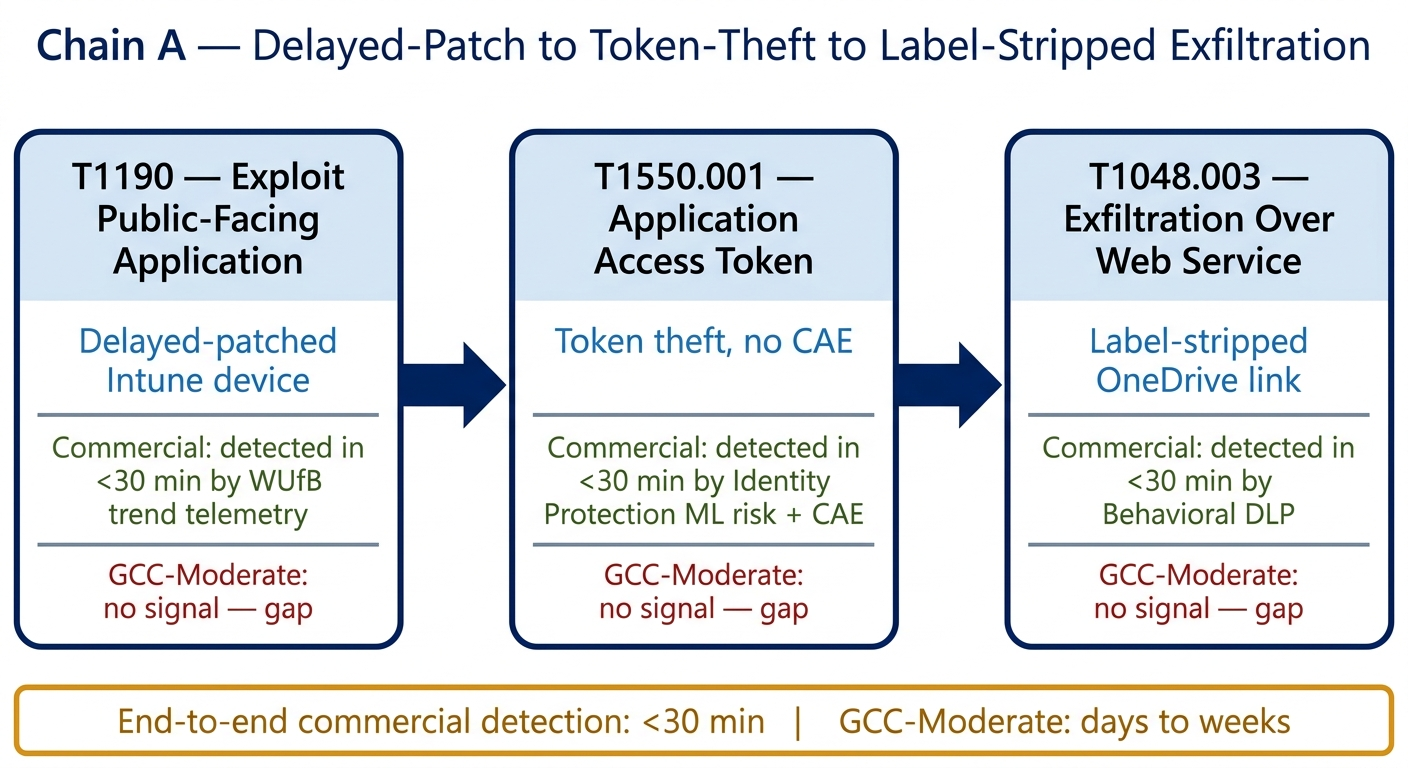 Chain A — Delayed-Patch to Token-Theft to Label-Stripped Exfiltration
T1190 — Exploit
Public-Facing
Application
Delayed-patched
Intune device
Commercial: detected in
<30 min by WUfB
trend telemetry
GCC-Moderate:
no signal — gap
T1550.001 —
Application
Access Token
Token theft, no CAE
Commercial: detected in
<30 min by Identity
Protection ML risk + CAE
GCC-Moderate:
no signal — gap
T1048.003 —
Exfiltration Over
Web Service
Label-stripped
OneDrive link
Commercial: detected in
<30 min by
Behavioral DLP
GCC-Moderate:
no signal — gap
End-to-end commercial detection: <30 min | GCC-Moderate: days to weeks